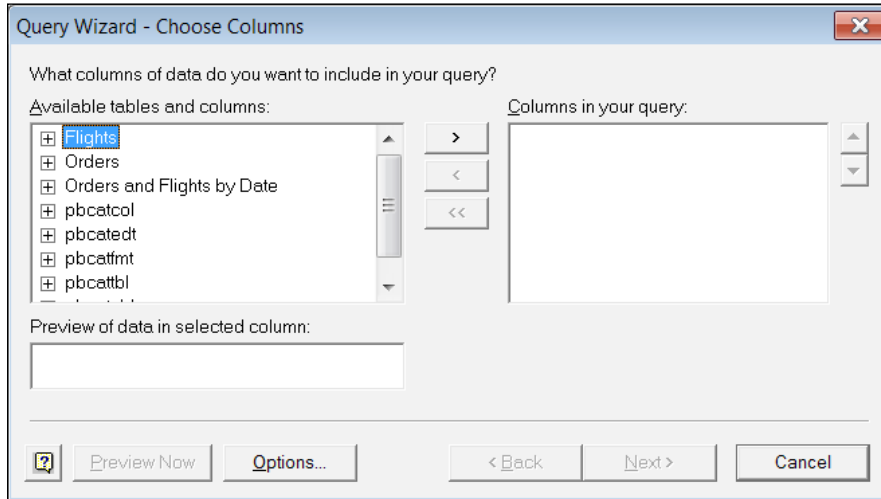 Query Wizard - Choose Columns
What columns of data do you want to include in your query?
Available tables and columns:
Columns in your query:
Flights
Orders
Orders and Flights by Date
pbcatcol
pbcatedt
pbcatfmt
pbcattbl
>
<
<<
Preview of data in selected column:
?
Preview Now
Options...
< Back
Next >
Cancel